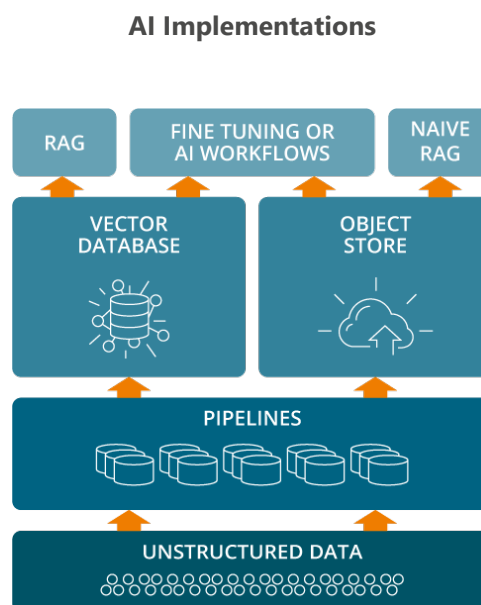 AI Implementations
RAG
FINE TUNING OR
AI WORKFLOWS
NAIVE
RAG
VECTOR
DATABASE
OBJECT
STORE
PIPELINES
UNSTRUCTURED DATA